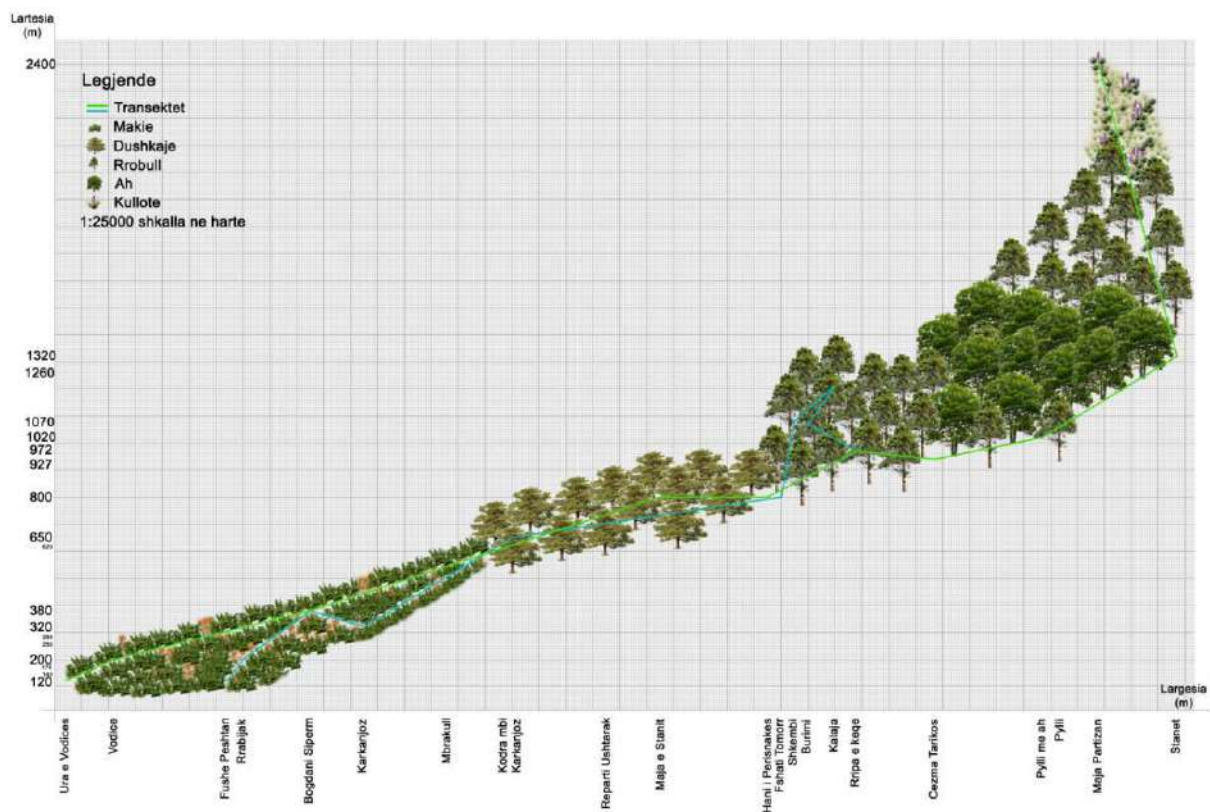 Lartesia
(m)
2400
Legjende
Transektet
Makie
Dushkaje
Rrobull
Ah
Kullote
1:25000 shkalla ne harte
1320
1260
1070
1020
972
927
800
650
380
320
200
120
Largesia
(m)
Ura e Vodices
Vodice
Fushe Peshtan
Rrabijak
Bogdani Siperm
Karkanjoz
Mbrakull
Kodra mbi
Karkanjoz
Reparti Ushtarak
Maja e Stanit
Hani i Perisnakes
Fshati Tomorr
Shkembi
Burimi
Kalaja
Rripa e keqe
Cezma Tarikos
Pylli me ah
Pylli
Maja Partizan
Stanet